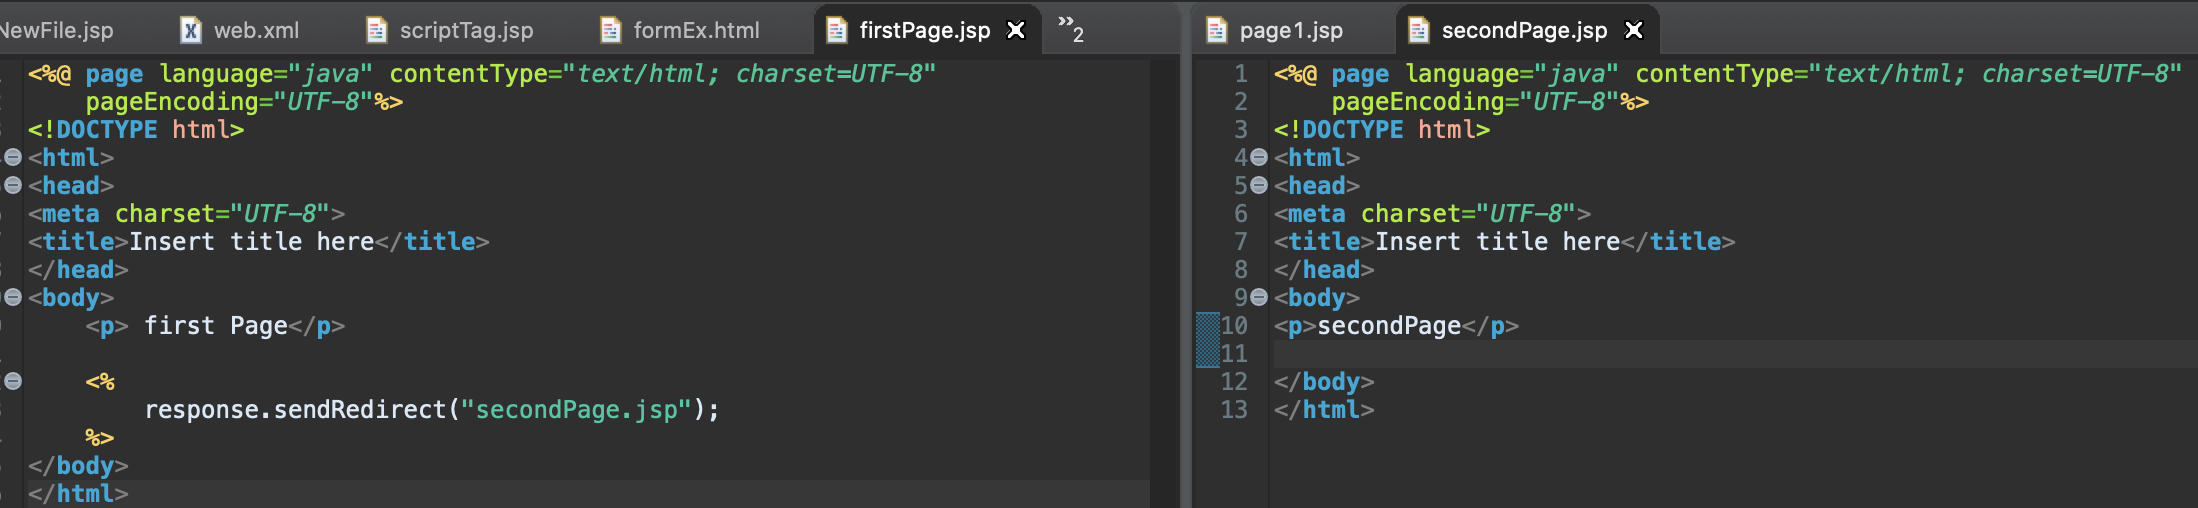 NewFile.jsp web.xml scriptTag.jsp formEx.html firstPage.jsp »2
<%@ page language="java" contentType="text/html; charset=UTF-8"
    pageEncoding="UTF-8"%>
<!DOCTYPE html>
<html>
<head>
<meta charset="UTF-8">
<title>Insert title here</title>
</head>
<body>
    <p> first Page</p>
    <%
        response.sendRedirect("secondPage.jsp");
    %>
</body>
</html>
page1.jsp secondPage.jsp
1 <%@ page language="java" contentType="text/html; charset=UTF-8"
2     pageEncoding="UTF-8"%>
3 <!DOCTYPE html>
4 <html>
5 <head>
6 <meta charset="UTF-8">
7 <title>Insert title here</title>
8 </head>
9 <body>
10 <p>secondPage</p>
11
12 </body>
13 </html>